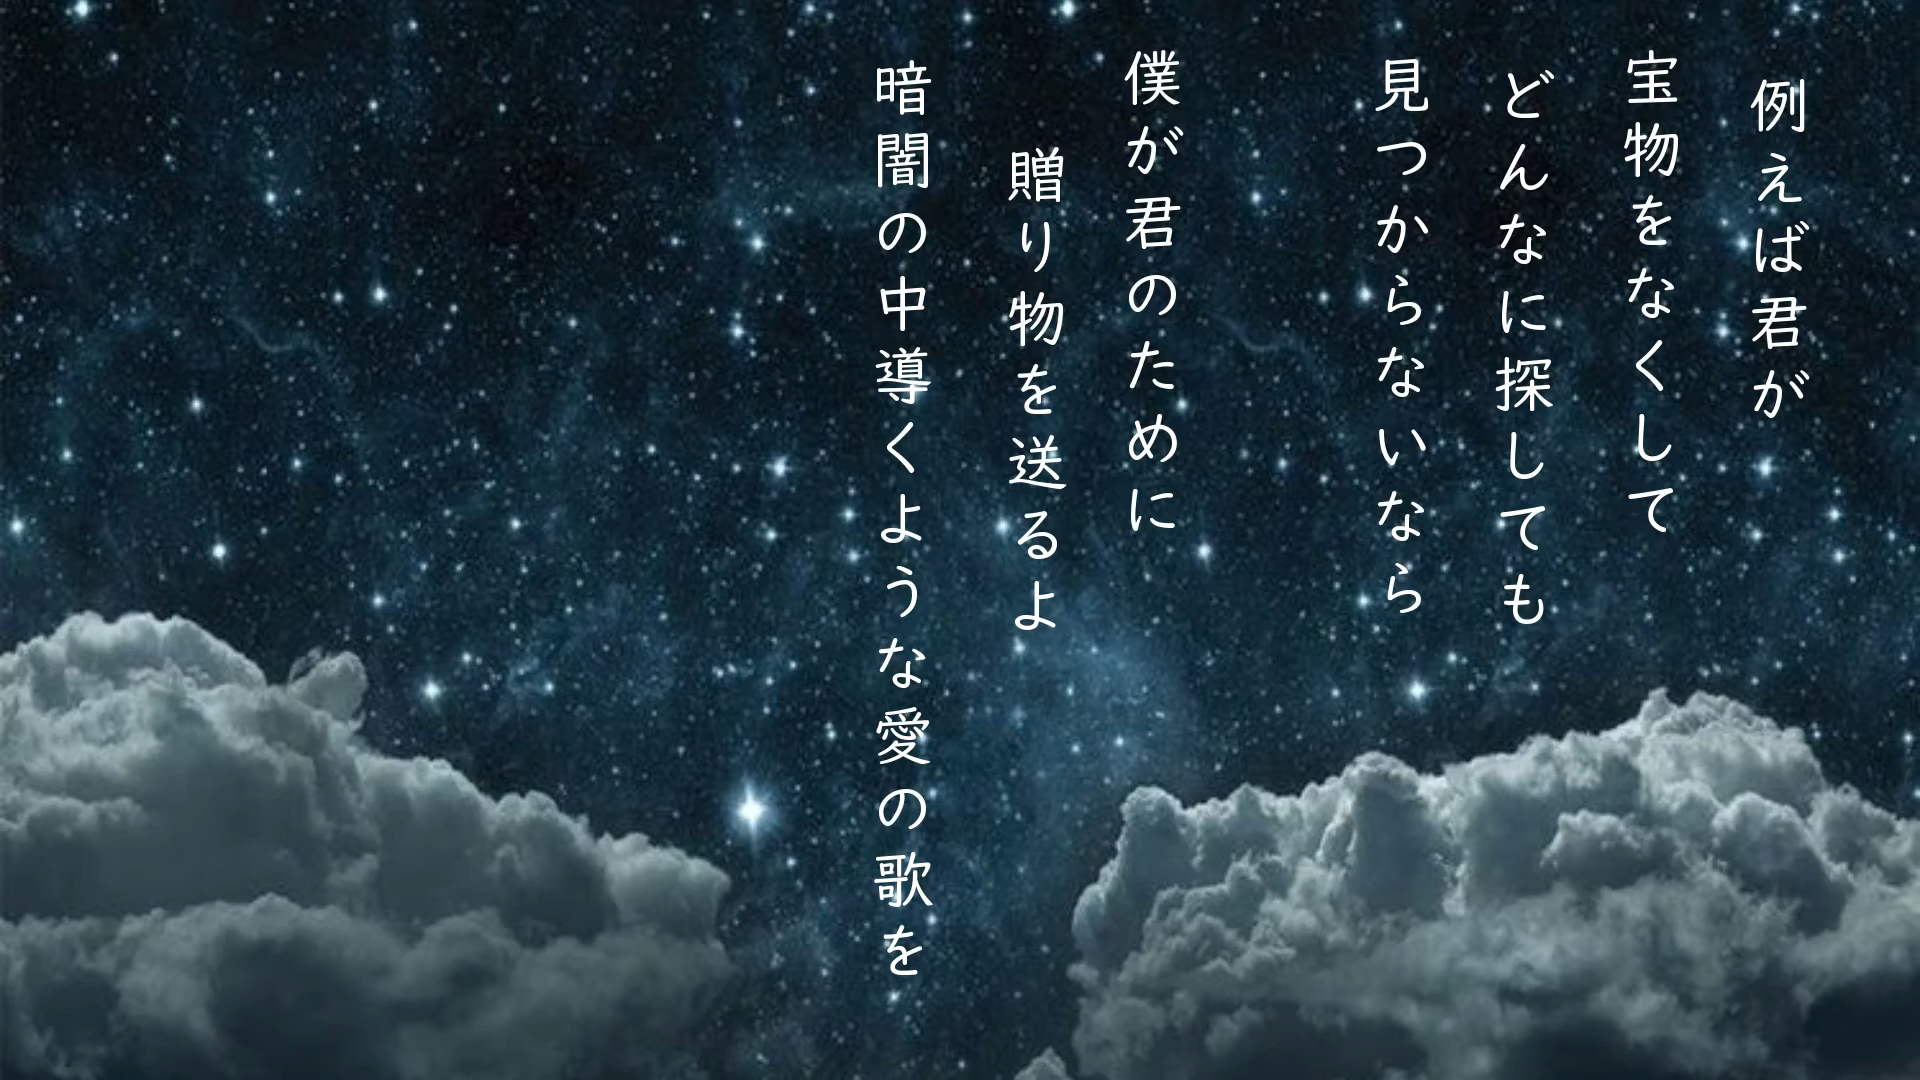 例えば君が
宝物をなくして
どんなに探しても
見つからないなら
僕が君のために
贈り物を送るよ
暗闇の中導くような愛の歌を